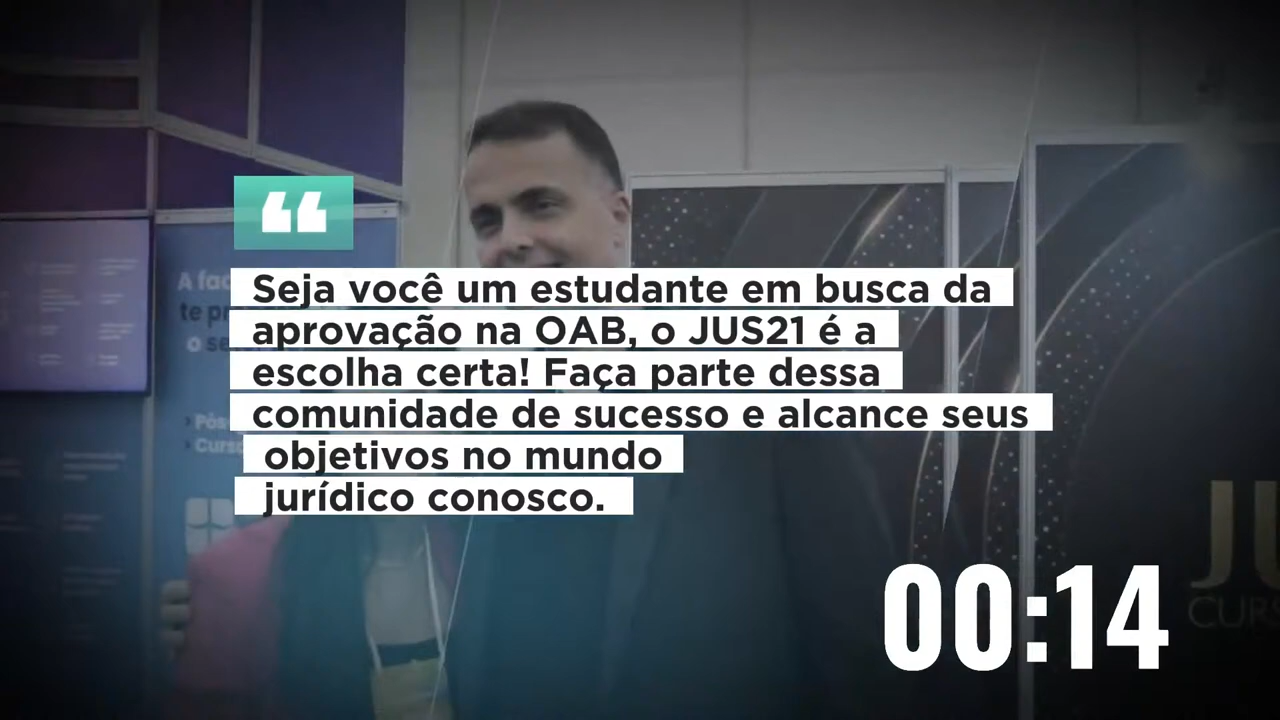 Seja você um estudante em busca da
aprovação na OAB, o JUS21 é a
escolha certa! Faça parte dessa
comunidade de sucesso e alcance seus
objetivos no mundo
jurídico conosco.
00:14